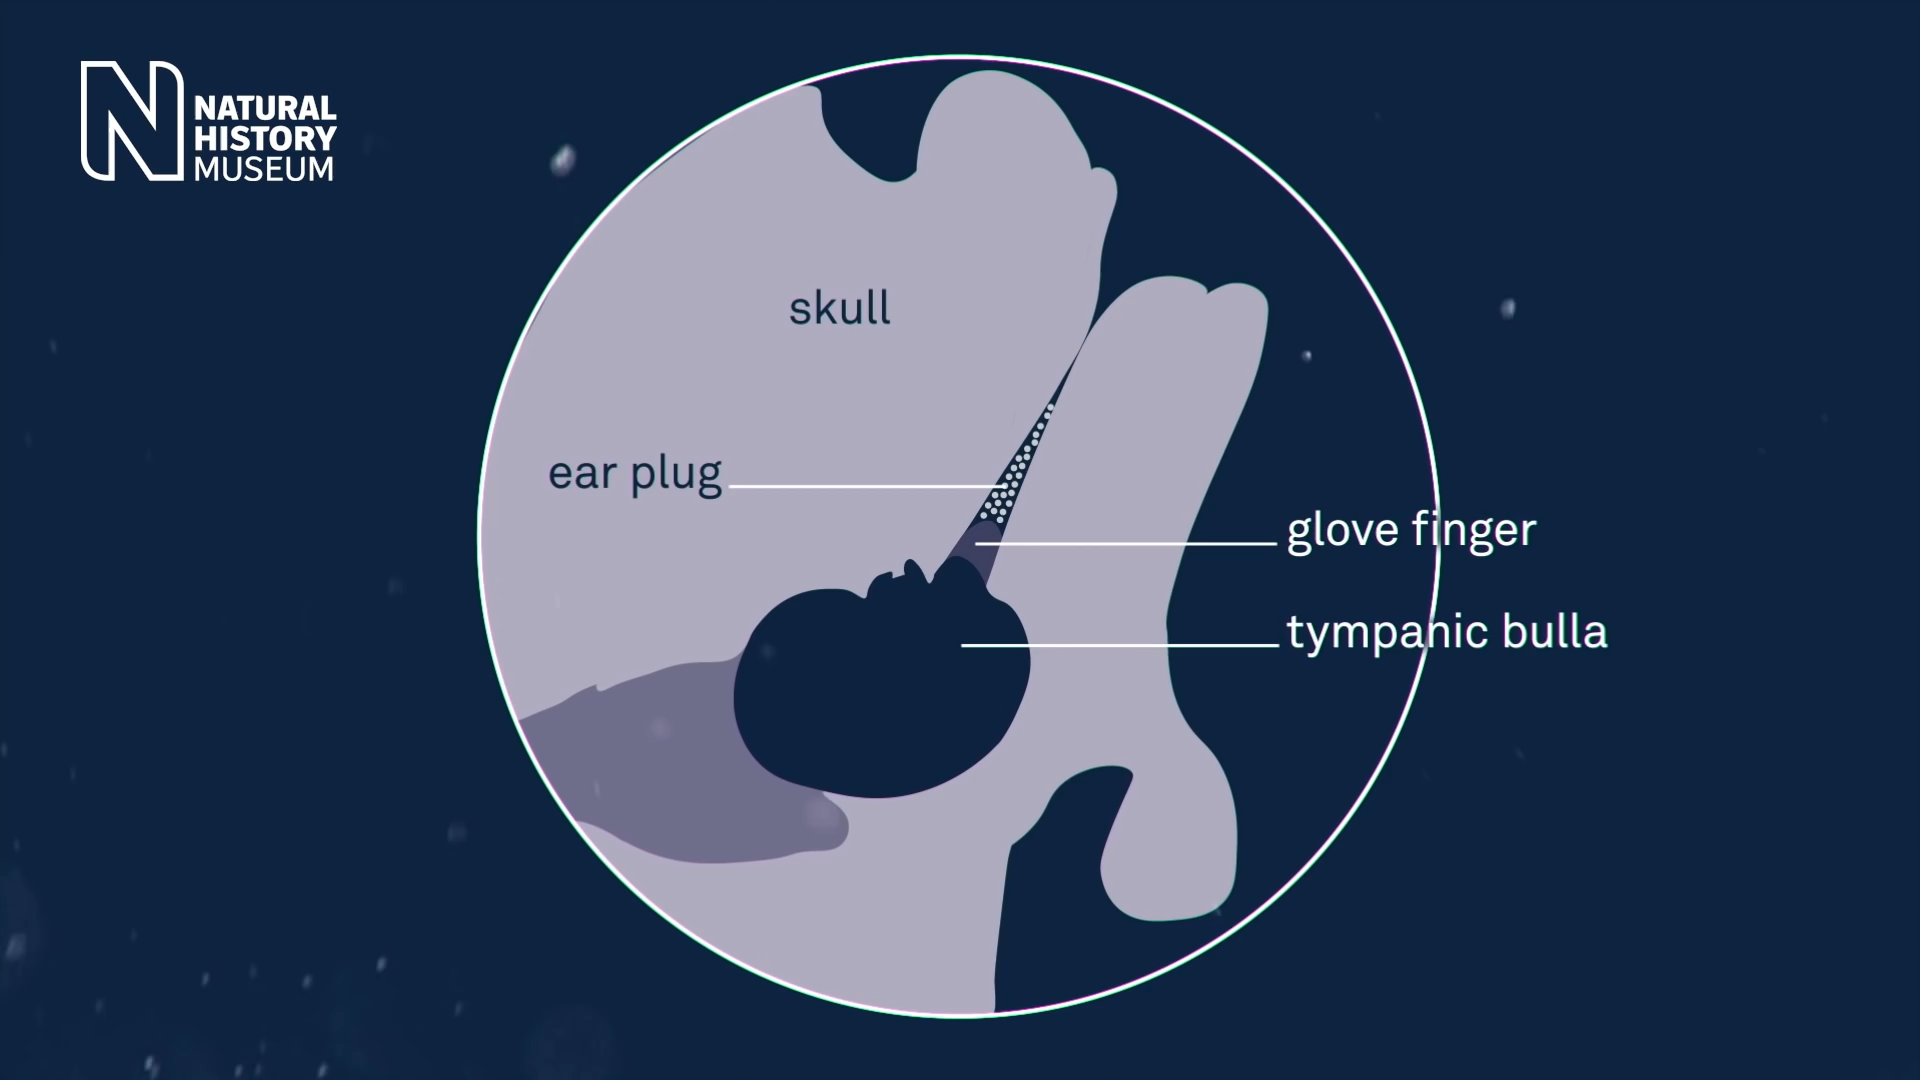 NATURAL
HISTORY
MUSEUM
skull
ear plug
glove finger
tympanic bulla